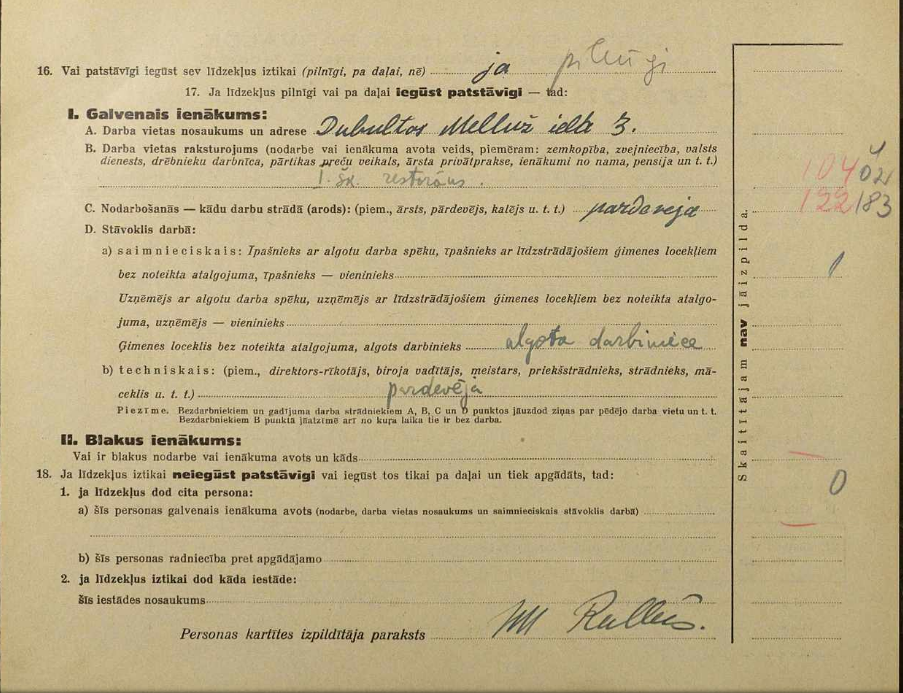 16. Vai patstāvīgi iegūst sev līdzekļus iztikai (pilnīgi, pa daļai, nē) ja pilnīgi
17. Ja līdzekļus pilnīgi vai pa daļai iegūst patstāvīgi — tad:
I. Galvenais ienākums:
A. Darba vietas nosaukums un adrese Dubultos Melluž ielā 3.
B. Darba vietas raksturojums (nodarbe vai ienākuma avota veids, piemēram: zemkopība, zvejniecība, valsts
dienests, drēbnieku darbnīca, pārtikas preču veikals, ārsta privātprakse, ienākumi no nama, pensija un t. t.)
I. šķ. restorāns.
C. Nodarbošanās — kādu darbu strādā (arods): (piem., ārsts, pārdevējs, kalējs u. t. t.) pārdevēja
D. Stāvoklis darbā:
a) saimnieciskais: Īpašnieks ar algotu darba spēku, īpašnieks ar līdzstrādājošiem ģimenes locekļiem
bez noteikta atalgojuma, īpašnieks — vieninieks
Uzņēmējs ar algotu darba spēku, uzņēmējs ar līdzstrādājošiem ģimenes locekļiem bez noteikta atalgo-
juma, uzņēmējs — vieninieks
Ģimenes loceklis bez noteikta atalgojuma, algots darbinieks algota darbiniece
b) techniskais: (piem., direktors-rīkotājs, biroja vadītājs, meistars, priekšstrādnieks, strādnieks, mā-
ceklis u. t. t.) pārdevēja
Piezīme. Bezdarbniekiem un gadījuma darba strādniekiem A, B, C un D punktos jāuzdod ziņas par pēdējo darba vietu un t. t.
Bezdarbniekiem B punktā jāatzīmē arī no kura laika tie ir bez darba.
II. Blakus ienākums:
Vai ir blakus nodarbe vai ienākuma avots un kāds
18. Ja līdzekļus iztikai neiegūst patstāvīgi vai iegūst tos tikai pa daļai un tiek apgādāts, tad:
1. ja līdzekļus dod cita persona:
a) šīs personas galvenais ienākuma avots (nodarbe, darba vietas nosaukums un saimnieciskais stāvoklis darbā)
b) šīs personas radniecība pret apgādājamo
2. ja līdzekļus iztikai dod kāda iestāde:
šīs iestādes nosaukums
Personas kartītes izpildītāja paraksts
Skaitītājam nav jāizpilda.
122/83
1
0